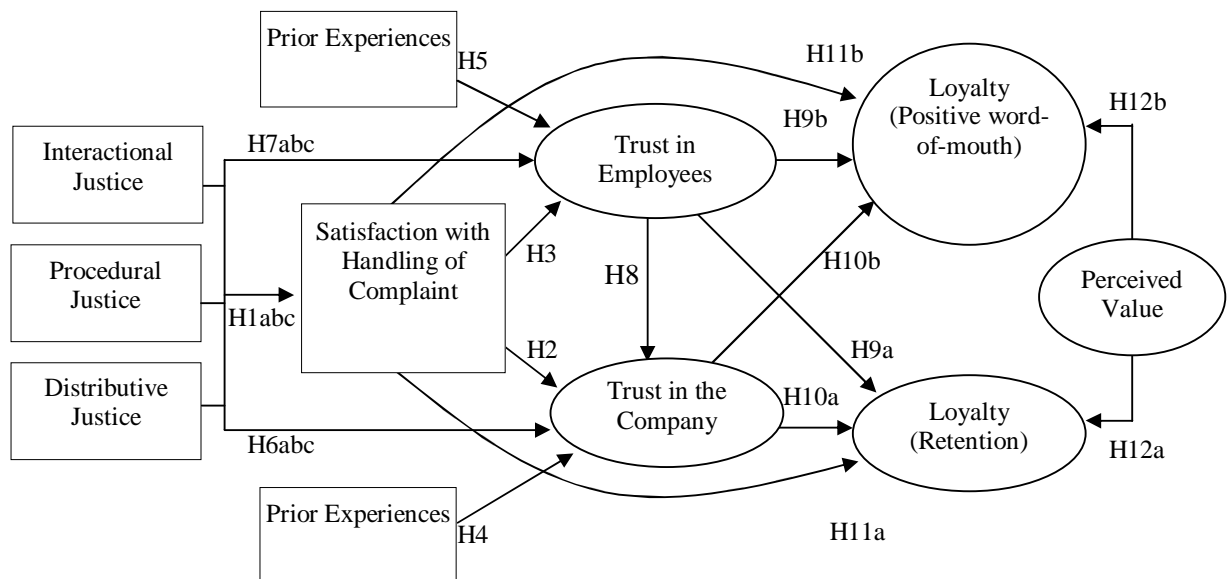 Prior Experiences
H5
H11b
Loyalty
(Positive word-
of-mouth)
H12b
H9b
Interactional
Justice
H7abc
Trust in
Employees
Satisfaction with
Handling of
Complaint
H3
H8
H10b
Procedural
Justice
H1abc
Perceived
Value
H2
H9a
Distributive
Justice
Trust in the
Company
H10a
Loyalty
(Retention)
H6abc
H12a
Prior Experiences
H4
H11a